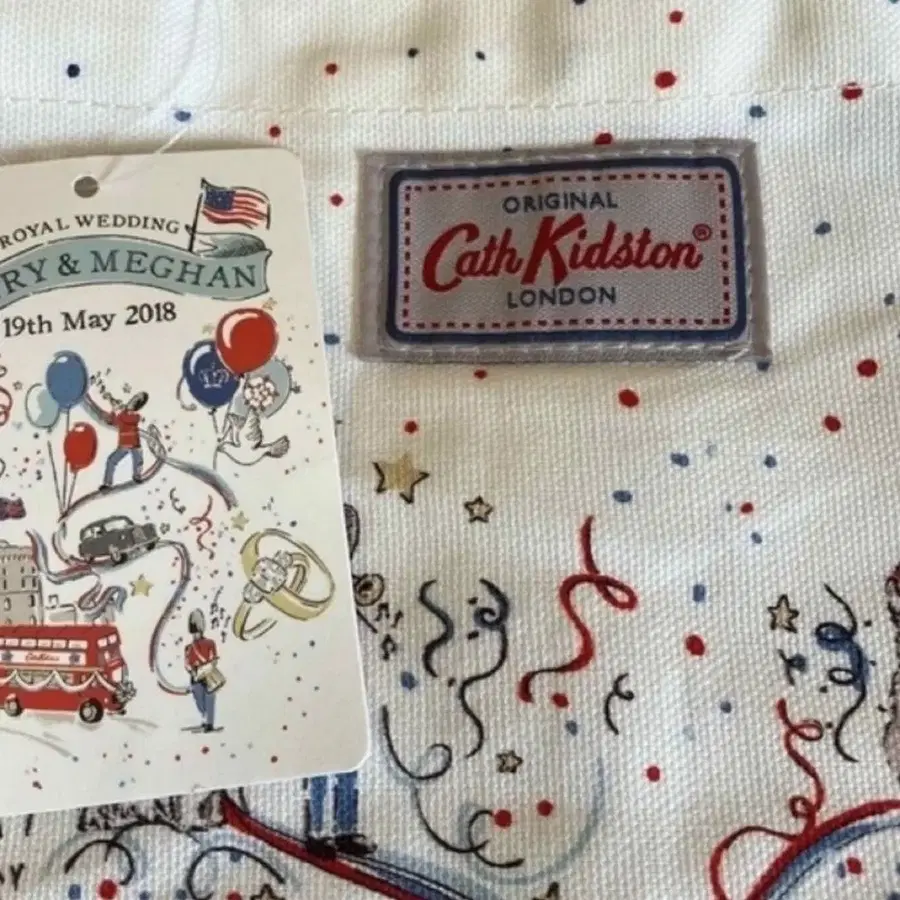 ROYAL WEDDING
RY & MEGHAN
19th May 2018
ORIGINAL
Cath Kidston®
LONDON